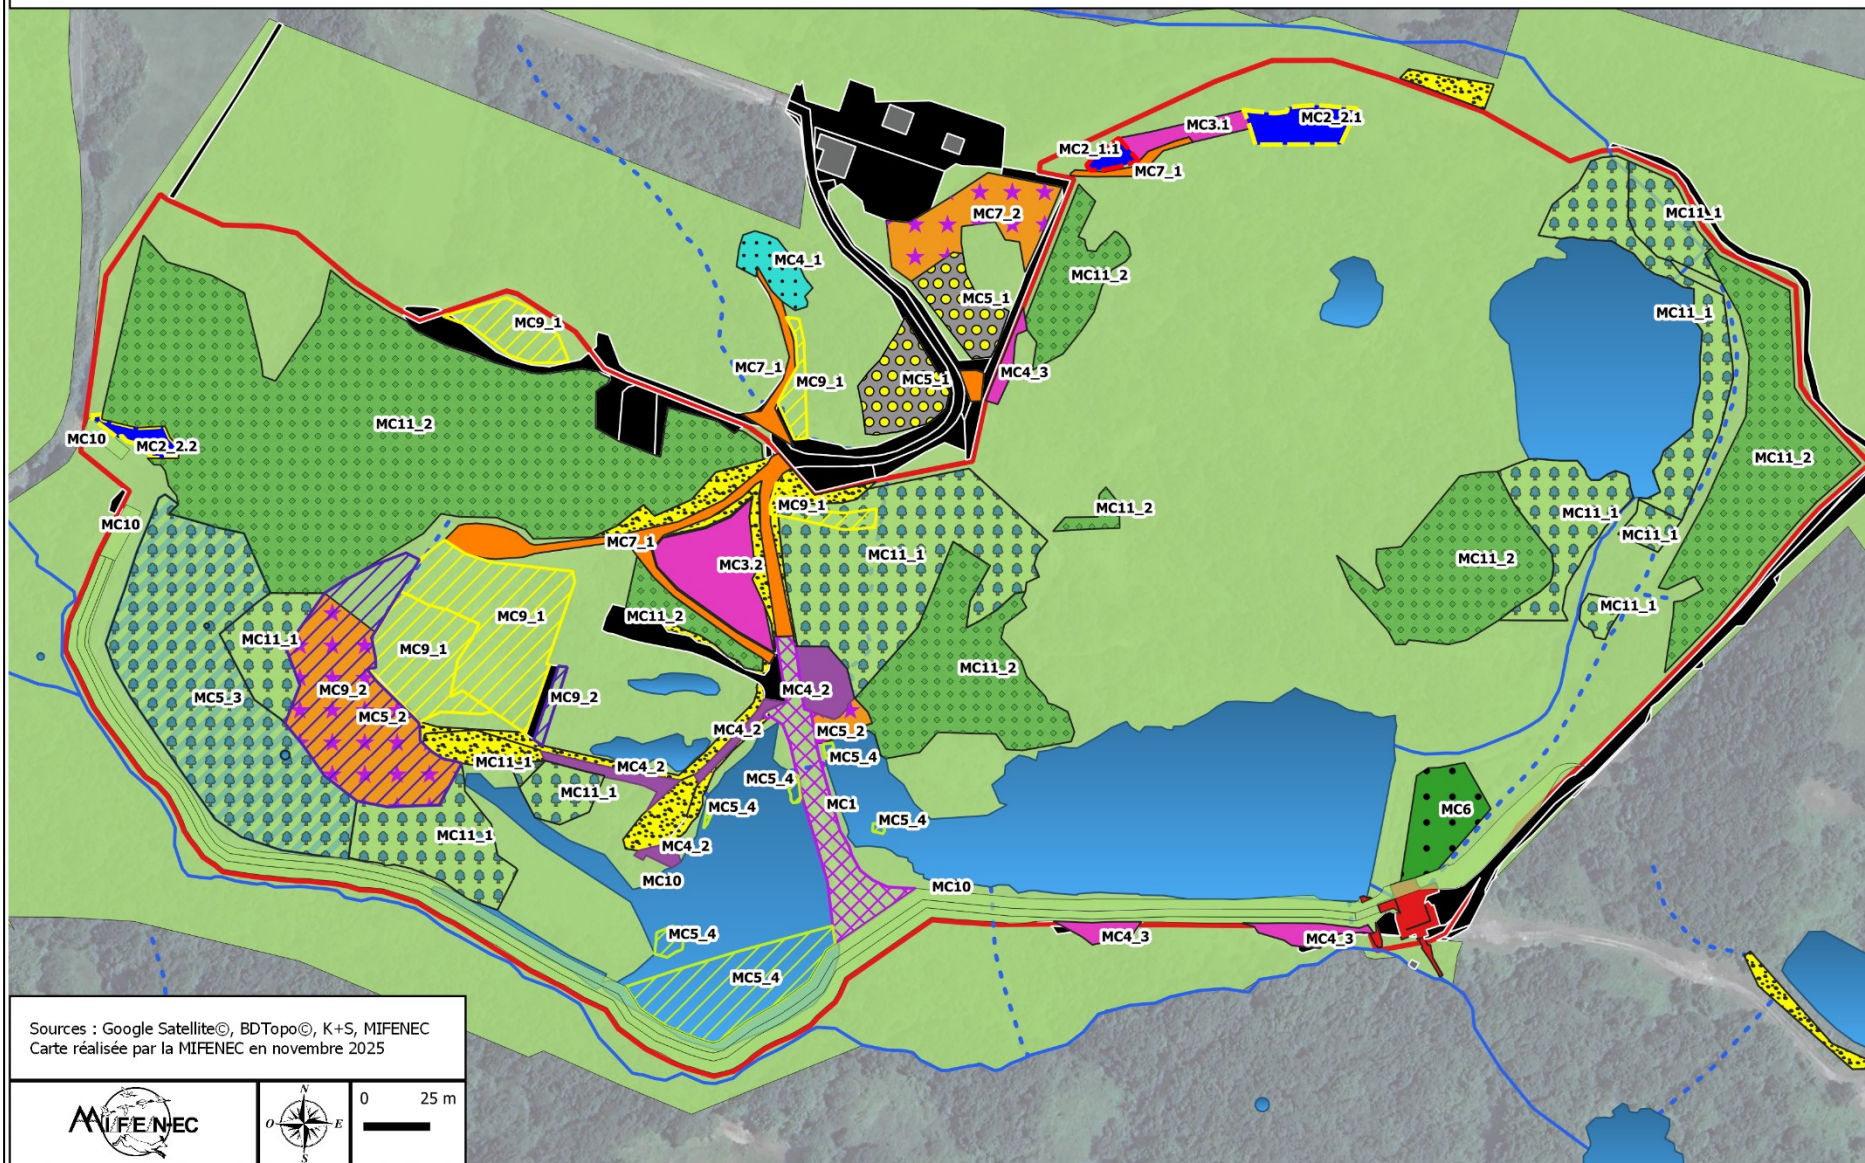 MC2_2.1
MC3.1
MC2_1.1
MC7_1
MC7_2
MC11_1
MC4_1
MC11_2
MC5_1
MC11_1
MC9_1
MC7_1
MC4_3
MC9_1
MC5_1
MC11_2
MC10
MC2_2.2
MC11_2
MC9_1
MC11_2
MC10
MC11_1
MC7_1
MC11_1
MC11_1
MC3.2
MC11_2
MC11_1
MC9_1
MC11_2
MC11_1
MC9_1
MC11_2
MC9_2
MC4_2
MC5_3
MC9_2
MC5_2
MC4_2
MC5_2
MC11_1
MC4_2
MC5_4
MC5_4
MC11_1
MC5_4
MC1
MC6
MC11_1
MC5_4
MC4_2
MC10
MC10
MC5_4
MC4_3
MC4_3
MC5_4
Sources : Google Satellite©, BDTopo©, K+S, MIFENEC
Carte réalisée par la MIFENEC en novembre 2025
MIFENEC
N
O
E
S
0 25 m